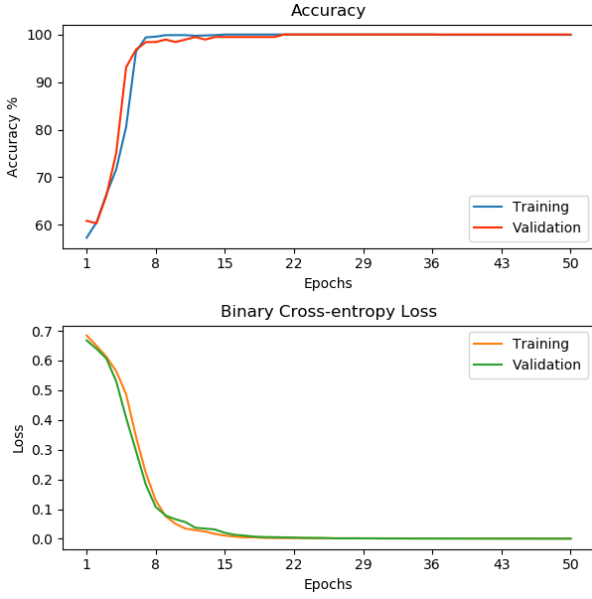 Accuracy
Accuracy %
100
90
80
70
60
Training
Validation
1 8 15 22 29 36 43 50
Epochs
Binary Cross-entropy Loss
Loss
0.7
0.6
0.5
0.4
0.3
0.2
0.1
0.0
Training
Validation
1 8 15 22 29 36 43 50
Epochs